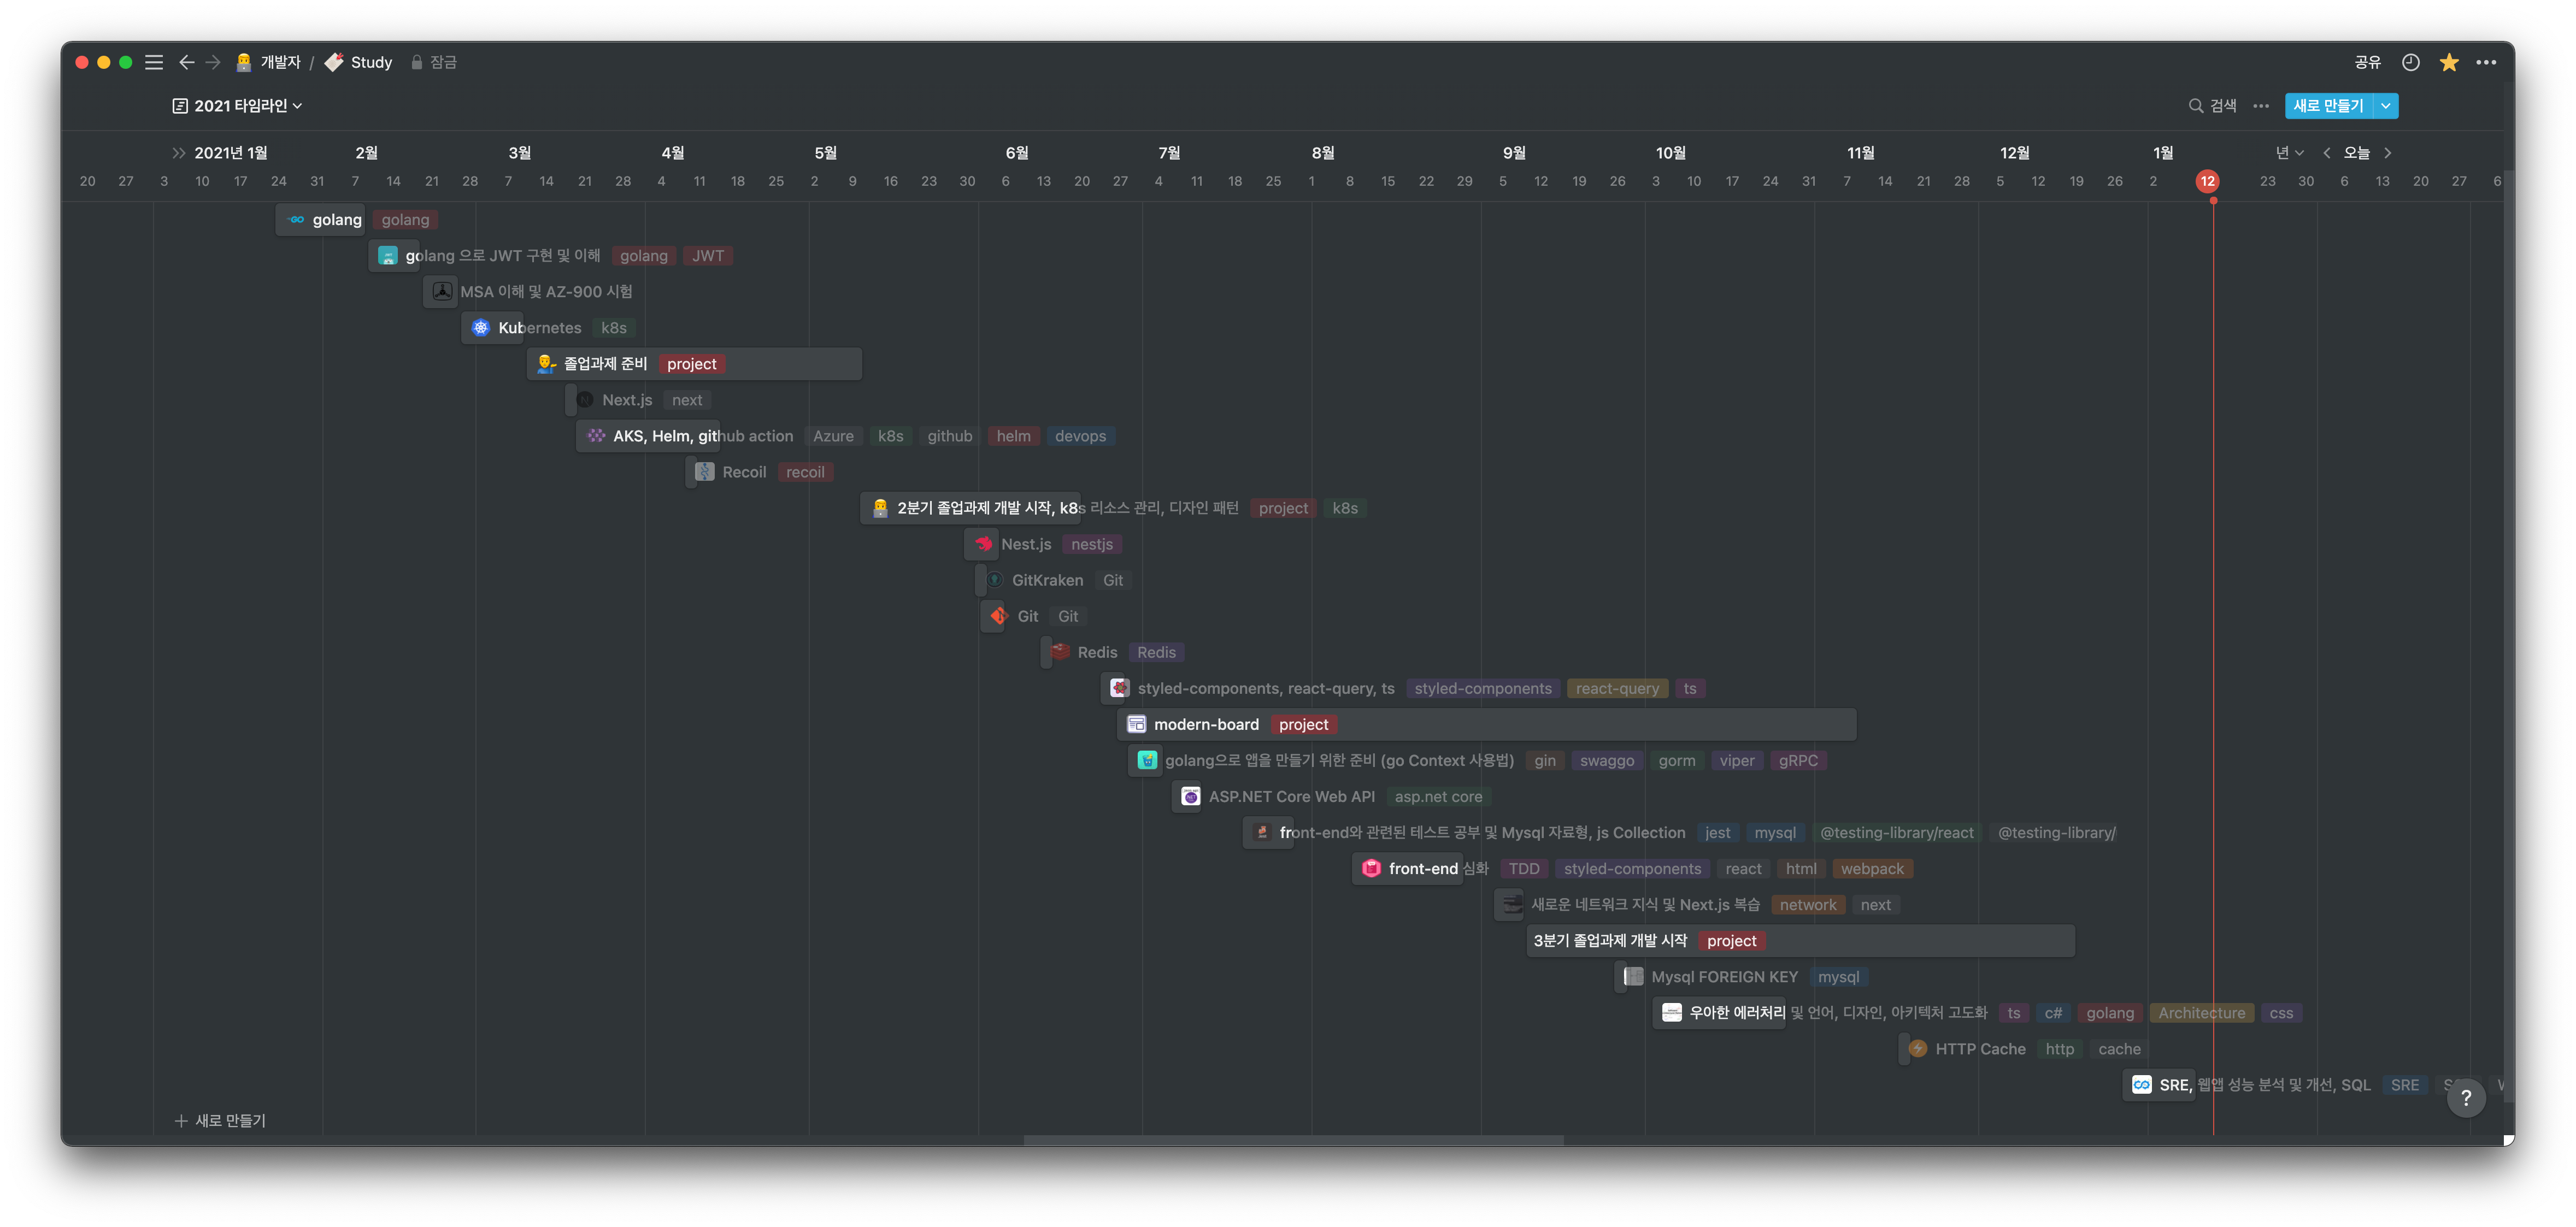 개발자 / Study 잠금 공유
2021 타임라인 검색 새로 만들기
2021년 1월 2월 3월 4월 5월 6월 7월 8월 9월 10월 11월 12월 1월 년 오늘
20 27 3 10 17 24 31 7 14 21 28 7 14 21 28 4 11 18 25 2 9 16 23 30 6 13 20 27 4 11 18 25 1 8 15 22 29 5 12 19 26 3 10 17 24 31 7 14 21 28 5 12 19 26 2 12 23 30 6 13 20 27 6
golang golang
golang 으로 JWT 구현 및 이해 golang JWT
MSA 이해 및 AZ-900 시험
Kubernetes k8s
졸업과제 준비 project
Next.js next
AKS, Helm, github action Azure k8s github helm devops
Recoil recoil
2분기 졸업과제 개발 시작, k8s 리소스 관리, 디자인 패턴 project k8s
Nest.js nestjs
GitKraken Git
Git Git
Redis Redis
styled-components, react-query, ts styled-components react-query ts
modern-board project
golang으로 앱을 만들기 위한 준비 (go Context 사용법) gin swaggo gorm viper gRPC
ASP.NET Core Web API asp.net core
front-end와 관련된 테스트 공부 및 Mysql 자료형, js Collection jest mysql @testing-library/react @testing-library/
front-end 심화 TDD styled-components react html webpack
새로운 네트워크 지식 및 Next.js 복습 network next
3분기 졸업과제 개발 시작 project
Mysql FOREIGN KEY mysql
우아한 에러처리 및 언어, 디자인, 아키텍처 고도화 ts c# golang Architecture css
HTTP Cache http cache
SRE, 웹앱 성능 분석 및 개선, SQL SRE
?
새로 만들기